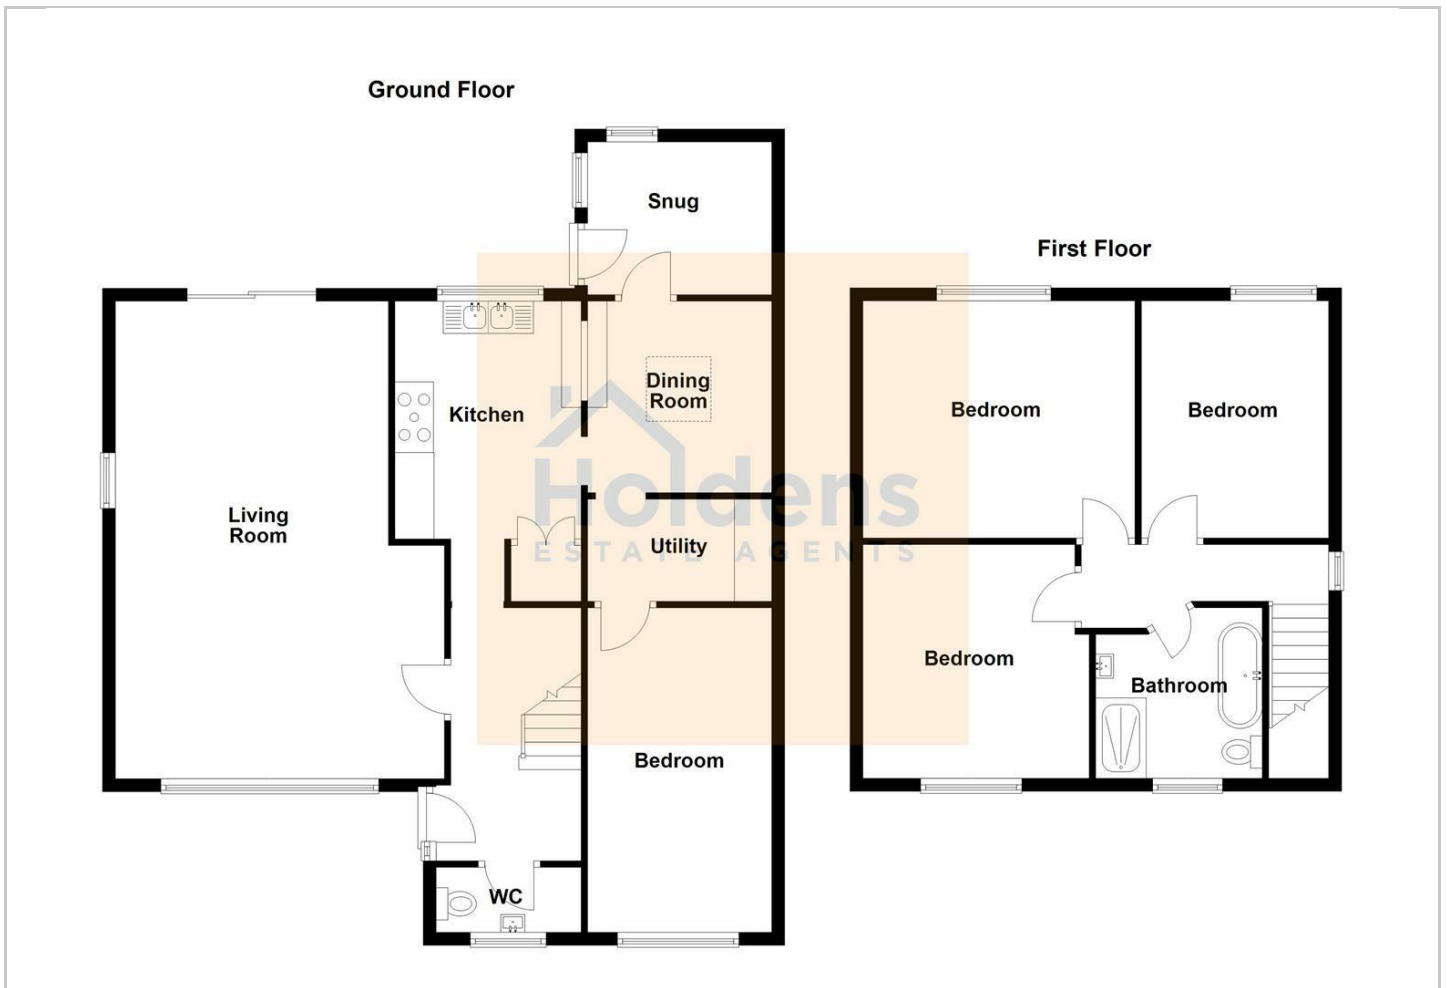 Ground Floor
Snug
First Floor
Dining
Room
Kitchen
Bedroom
Bedroom
Living
Room
Holdens
ESTATE AGENTS
Utility
Bedroom
Bathroom
Bedroom
WC